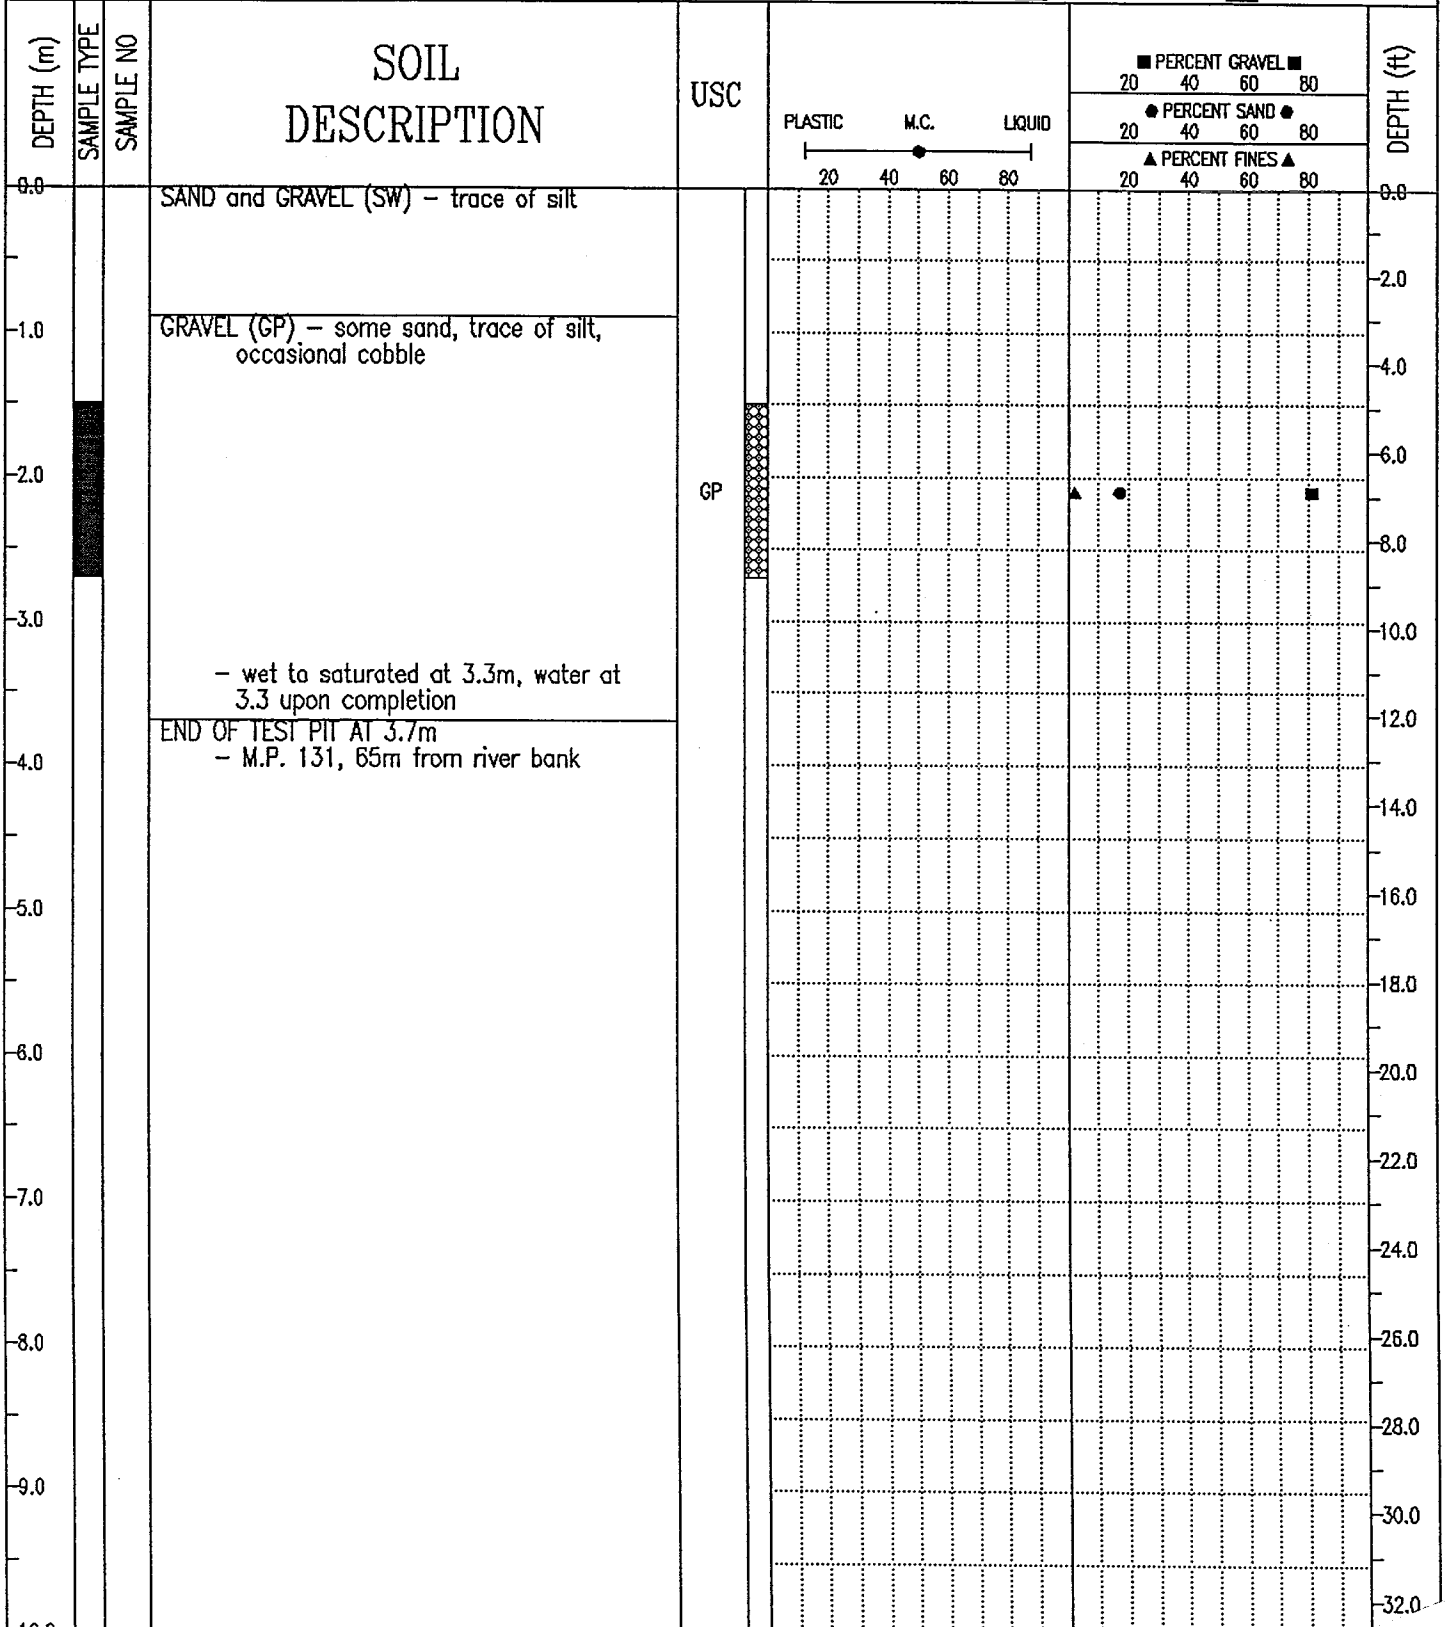 DEPTH (m)
SAMPLE TYPE
SAMPLE NO
SOIL
DESCRIPTION
USC
PLASTIC M.C. LIQUID
20 40 60 80
■ PERCENT GRAVEL ■
20 40 60 80
● PERCENT SAND ●
20 40 60 80
▲ PERCENT FINES ▲
20 40 60 80
DEPTH (ft)
0.0
SAND and GRAVEL (SW) – trace of silt
1.0
GRAVEL (GP) – some sand, trace of silt,
occasional cobble
2.0
GP
3.0
– wet to saturated at 3.3m, water at
3.3 upon completion
END OF TEST PIT AT 3.7m
– M.P. 131, 65m from river bank
4.0
5.0
6.0
7.0
8.0
9.0
0.0
2.0
4.0
6.0
8.0
10.0
12.0
14.0
16.0
18.0
20.0
22.0
24.0
26.0
28.0
30.0
32.0